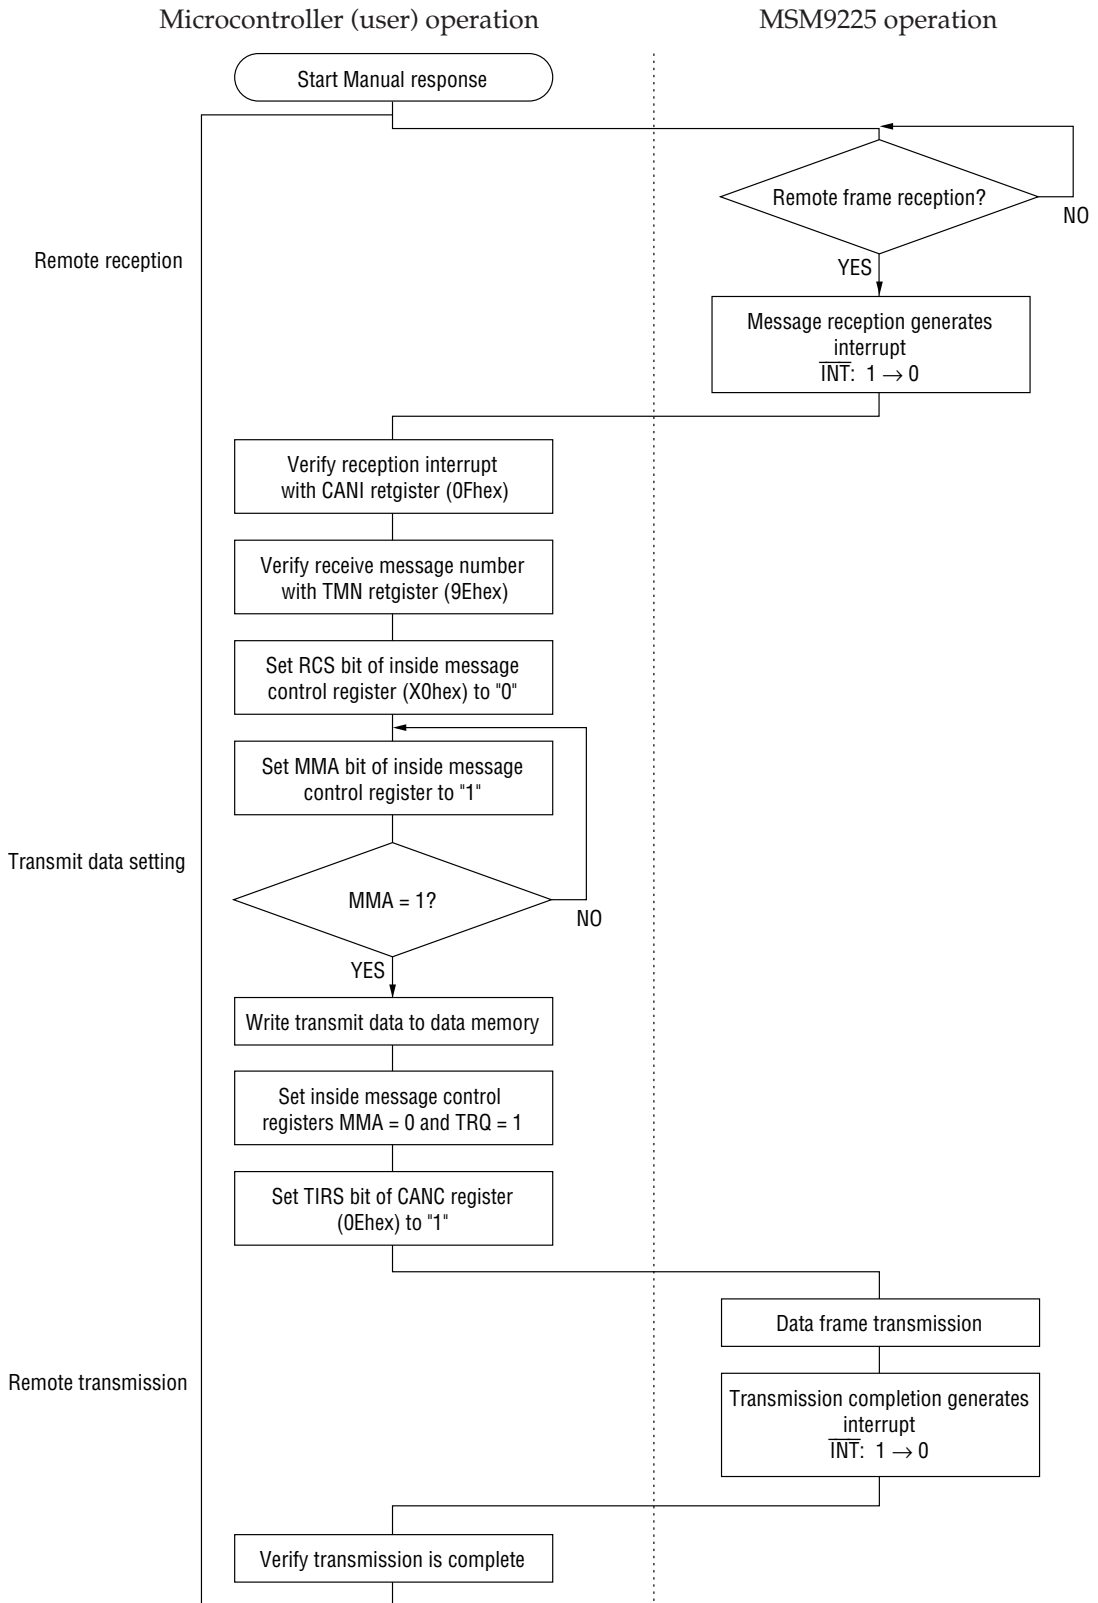 Microcontroller (user) operation
MSM9225 operation
Start Manual response
Remote frame reception?
NO
Remote reception
YES
Message reception generates
interrupt
I̅N̅T̅: 1 → 0
Verify reception interrupt
with CANI retgister (0Fhex)
Verify receive message number
with TMN retgister (9Ehex)
Set RCS bit of inside message
control register (X0hex) to "0"
Set MMA bit of inside message
control register to "1"
Transmit data setting
MMA = 1?
NO
YES
Write transmit data to data memory
Set inside message control
registers MMA = 0 and TRQ = 1
Set TIRS bit of CANC register
(0Ehex) to "1"
Data frame transmission
Remote transmission
Transmission completion generates
interrupt
I̅N̅T̅: 1 → 0
Verify transmission is complete